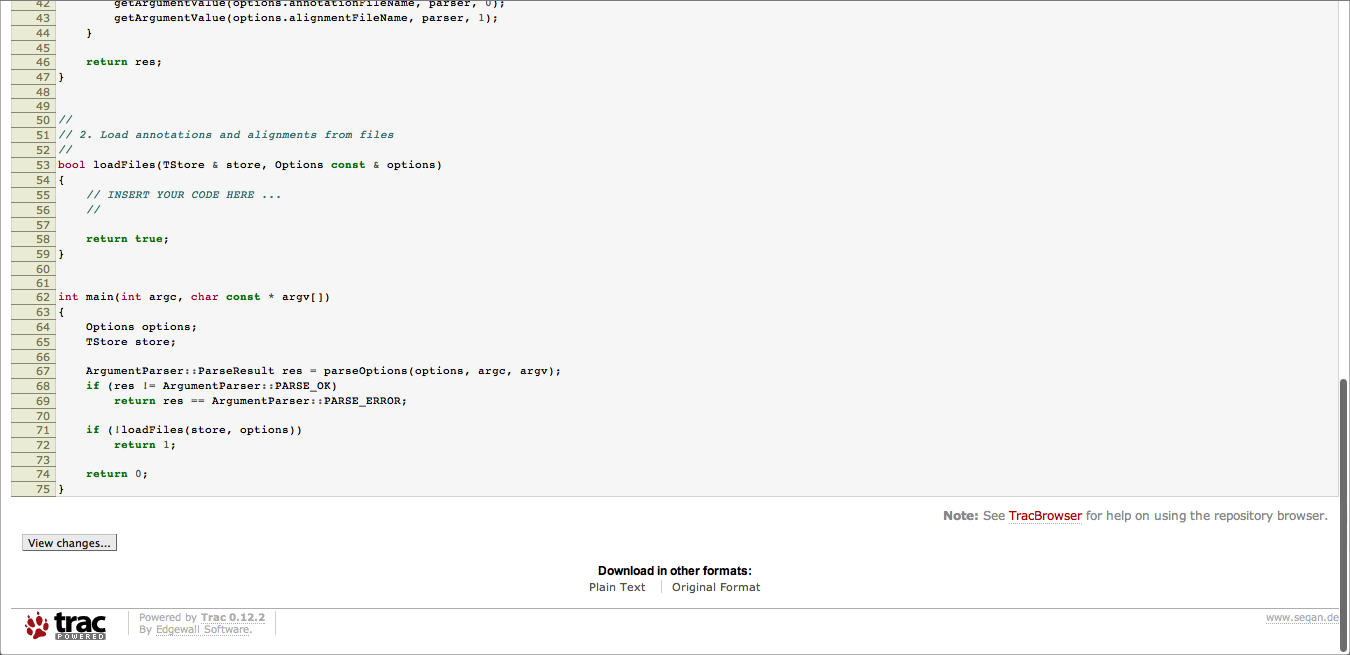 42         getArgumentValue(options.annotationFileName, parser, 0);
43         getArgumentValue(options.alignmentFileName, parser, 1);
44     }
45
46     return res;
47 }
48
49
50 //
51 // 2. Load annotations and alignments from files
52 //
53 bool loadFiles(TStore & store, Options const & options)
54 {
55     // INSERT YOUR CODE HERE ...
56     //
57
58     return true;
59 }
60
61
62 int main(int argc, char const * argv[])
63 {
64     Options options;
65     TStore store;
66
67     ArgumentParser::ParseResult res = parseOptions(options, argc, argv);
68     if (res != ArgumentParser::PARSE_OK)
69         return res == ArgumentParser::PARSE_ERROR;
70
71     if (!loadFiles(store, options))
72         return 1;
73
74     return 0;
75 }
Note: See TracBrowser for help on using the repository browser.
View changes...
Download in other formats:
Plain Text
Original Format
trac
POWERED
Powered by Trac 0.12.2
By Edgewall Software.
www.seqan.de